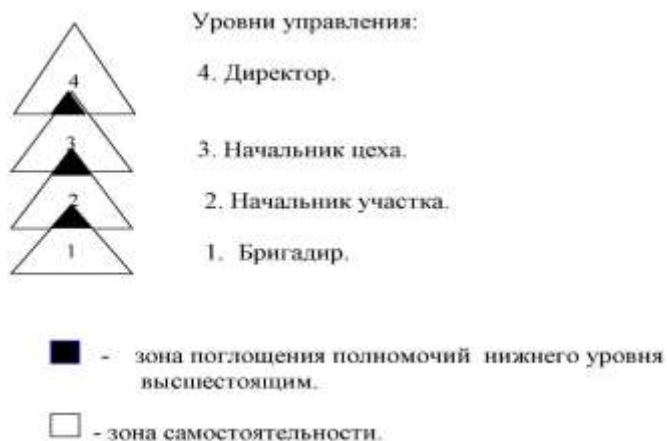 Уровни управления:
4
4. Директор.
3
3. Начальник цеха.
2
2. Начальник участка.
1
1. Бригадир.
- зона поглощения полномочий нижнего уровня
высшестоящим.
- зона самостоятельности.